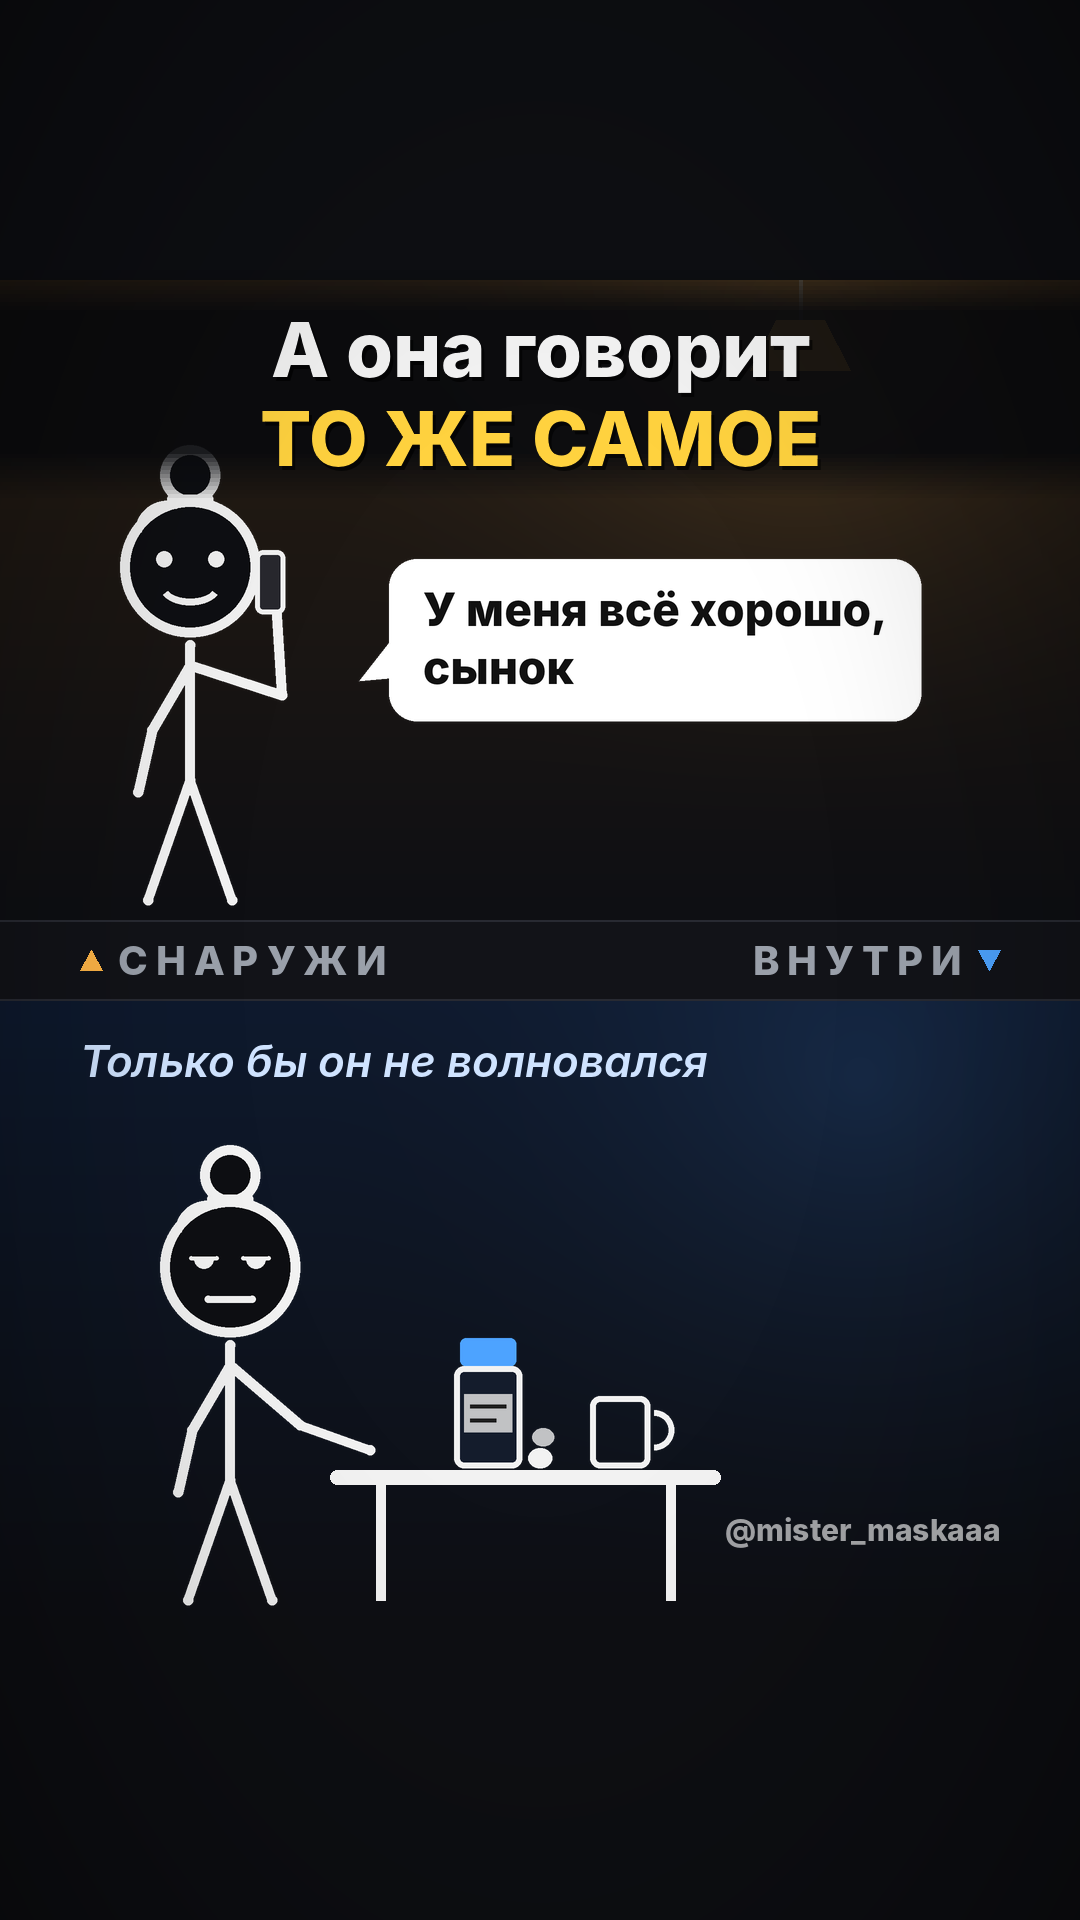 А она говорит
ТО ЖЕ САМОЕ
У меня всё хорошо,
сынок
СНАРУЖИ
ВНУТРИ
Только бы он не волновался
@mister_maskaaa